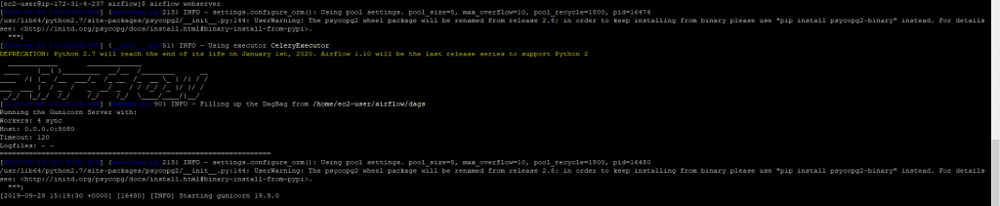 [ec2-user@ip-172-31-4-237 airflow]$ airflow webserver
213} INFO - settings.configure_orm(): Using pool settings. pool_size=5, max_overflow=10, pool_recycle=1800, pid=16474
/usr/lib64/python2.7/site-packages/psycopg2/__init__.py:144: UserWarning: The psycopg2 wheel package will be renamed from release 2.8; in order to keep installing from binary please use "pip install psycopg2-binary" instead. For details
see: <http://initd.org/psycopg/docs/install.html#binary-install-from-pypi>.
""")
{__init__.py:51} INFO - Using executor CeleryExecutor
DEPRECATION: Python 2.7 will reach the end of its life on January 1st, 2020. Airflow 1.10 will be the last release series to support Python 2
90} INFO - Filling up the DagBag from /home/ec2-user/airflow/dags
Running the Gunicorn Server with:
Workers: 4 sync
Host: 0.0.0.0:8080
Timeout: 120
Logfiles: - -
=================================================================
213} INFO - settings.configure_orm(): Using pool settings. pool_size=5, max_overflow=10, pool_recycle=1800, pid=16480
/usr/lib64/python2.7/site-packages/psycopg2/__init__.py:144: UserWarning: The psycopg2 wheel package will be renamed from release 2.8; in order to keep installing from binary please use "pip install psycopg2-binary" instead. For details
see: <http://initd.org/psycopg/docs/install.html#binary-install-from-pypi>.
""")
[2019-09-28 15:19:30 +0000] [16480] [INFO] Starting gunicorn 19.9.0